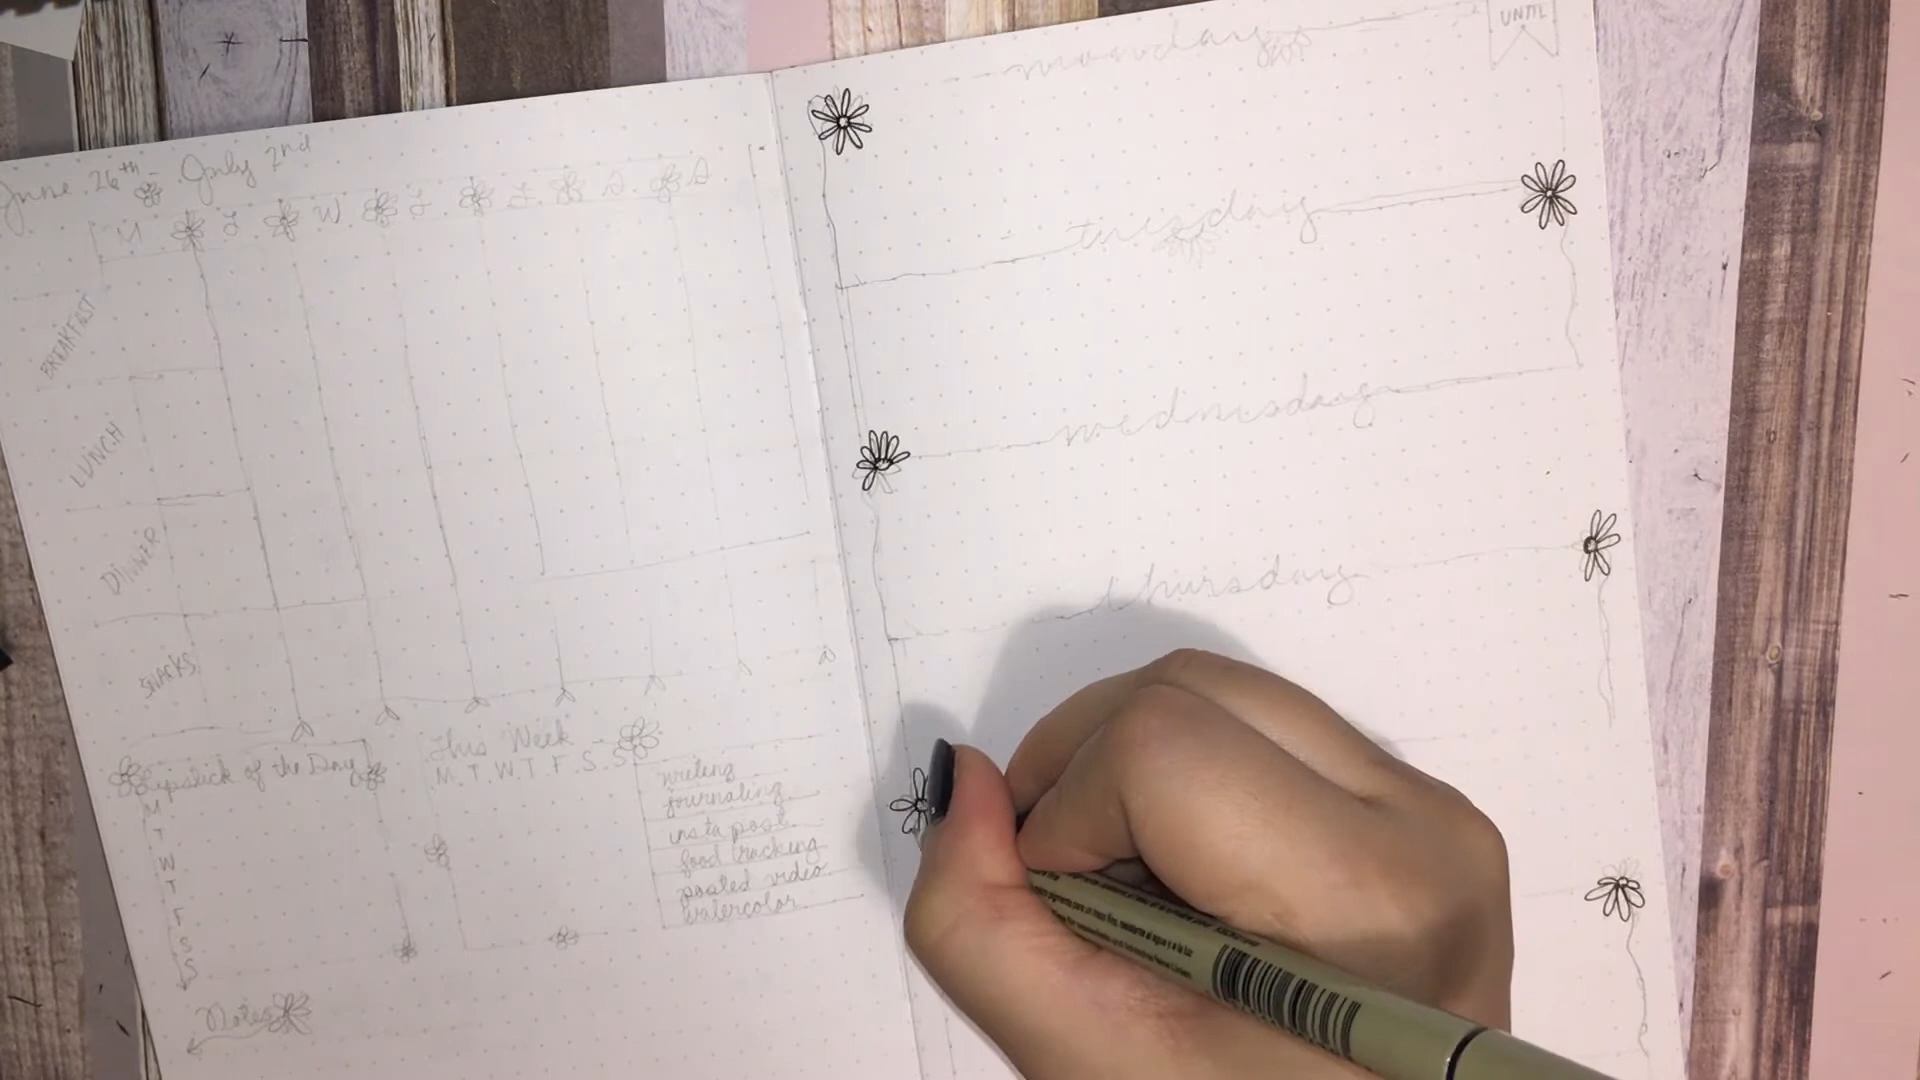 June 26th - July 2nd
M T W T F S S
BREAKFAST
LUNCH
DINNER
SNACKS
Lipstick of the Day
M
T
W
T
F
S
S
This Week
M.T.W.T.F.S.S
writing
journaling
insta post
food tracking
posted video
watercolor
Notes
UNTIL
monday
tuesday
wednesday
thursday